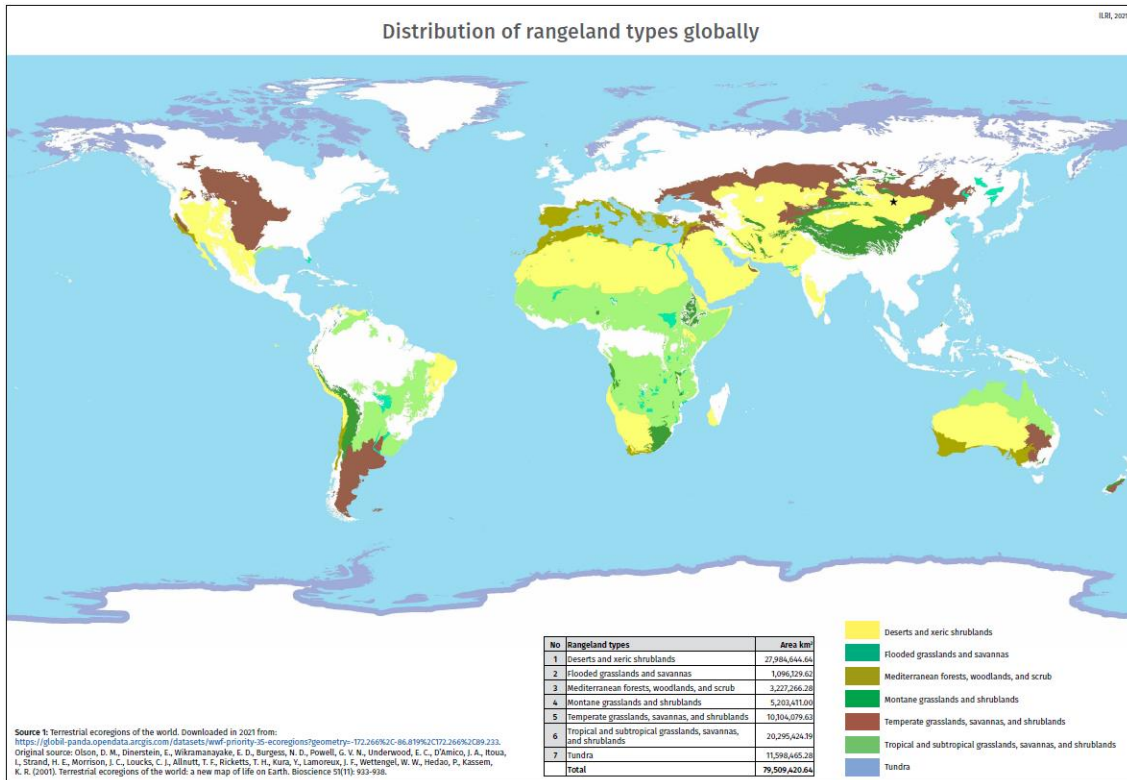 ILRI, 2021
Distribution of rangeland types globally
No Rangeland types Area km²
1 Deserts and xeric shrublands 27,984,644.64
2 Flooded grasslands and savannas 1,096,129.62
3 Mediterranean forests, woodlands, and scrub 3,227,266.28
4 Montane grasslands and shrublands 5,203,411.00
5 Temperate grasslands, savannas, and shrublands 10,104,079.63
6 Tropical and subtropical grasslands, savannas,
and shrublands 20,295,424.19
7 Tundra 11,598,465.28
Total 79,509,420.64
Deserts and xeric shrublands
Flooded grasslands and savannas
Mediterranean forests, woodlands, and scrub
Montane grasslands and shrublands
Temperate grasslands, savannas, and shrublands
Tropical and subtropical grasslands, savannas, and shrublands
Tundra
Source 1: Terrestrial ecoregions of the world. Downloaded in 2021 from:
https://globil-panda.opendata.arcgis.com/datasets/wwf-priority-35-ecoregions?geometry=-172.266%2C-86.819%2C172.266%2C89.233.
Original source: Olson, D. M., Dinerstein, E., Wikramanayake, E. D., Burgess, N. D., Powell, G. V. N., Underwood, E. C., D'Amico, J. A., Itoua,
I., Strand, H. E., Morrison, J. C., Loucks, C. J., Allnutt, T. F., Ricketts, T. H., Kura, Y., Lamoreux, J. F., Wettengel, W. W., Hedao, P., Kassem,
K. R. (2001). Terrestrial ecoregions of the world: a new map of life on Earth. Bioscience 51(11): 933-938.